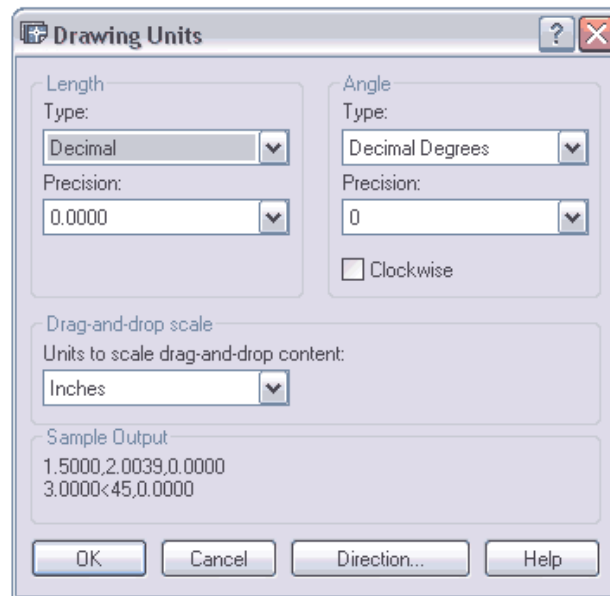 Drawing Units
Length
Type:
Decimal
Precision:
0.0000
Angle
Type:
Decimal Degrees
Precision:
0
Clockwise
Drag-and-drop scale
Units to scale drag-and-drop content:
Inches
Sample Output
1.5000,2.0039,0.0000
3.0000<45,0.0000
OK Cancel Direction... Help